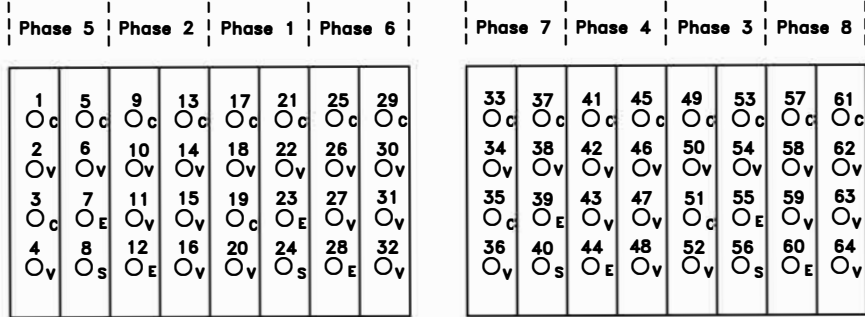 Phase 5 Phase 2 Phase 1 Phase 6 Phase 7 Phase 4 Phase 3 Phase 8
1 5 9 13 17 21 25 29 33 37 41 45 49 53 57 61
C C C C C C C C C C C C C C C C
2 6 10 14 18 22 26 30 34 38 42 46 50 54 58 62
V V V V V V V V V V V V V V V V
3 7 11 15 19 23 27 31 35 39 43 47 51 55 59 63
C E V V C E V V C E V V C E V V
4 8 12 16 20 24 28 32 36 40 44 48 52 56 60 64
V S E V V S E V V S E V V S E V